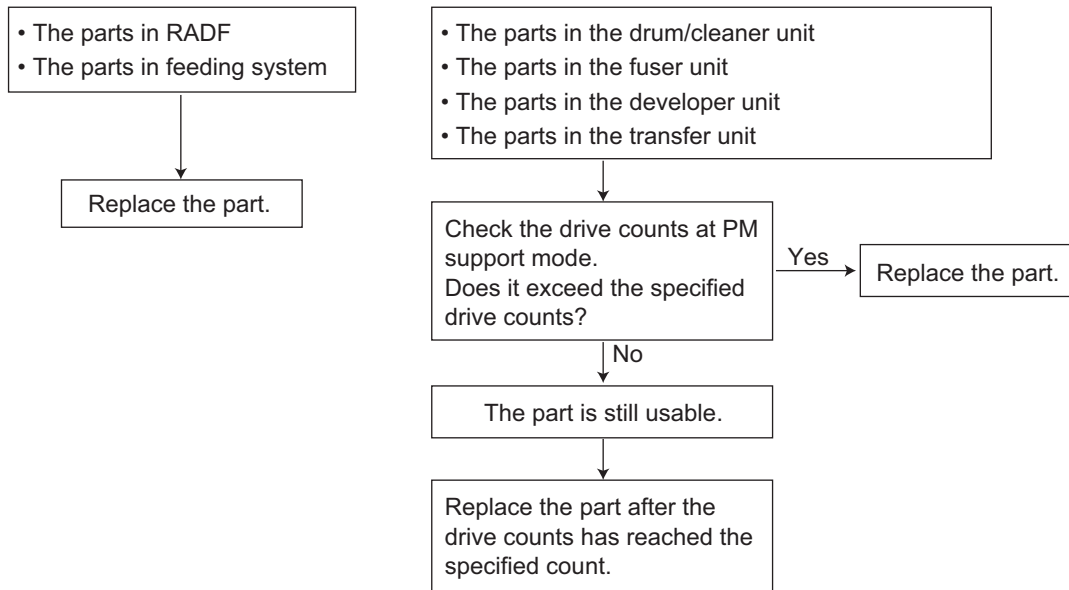 • The parts in RADF
• The parts in feeding system
Replace the part.
• The parts in the drum/cleaner unit
• The parts in the fuser unit
• The parts in the developer unit
• The parts in the transfer unit
Check the drive counts at PM
support mode.
Does it exceed the specified
drive counts?
Yes
Replace the part.
No
The part is still usable.
Replace the part after the
drive counts has reached the
specified count.